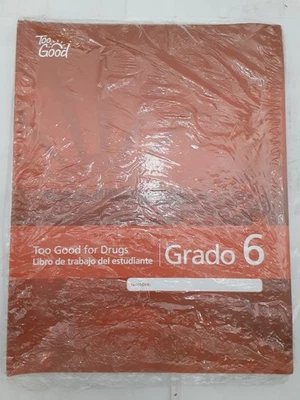 Too
Good
Too Good for Drugs
Libro de trabajo del estudiante
Grado 6